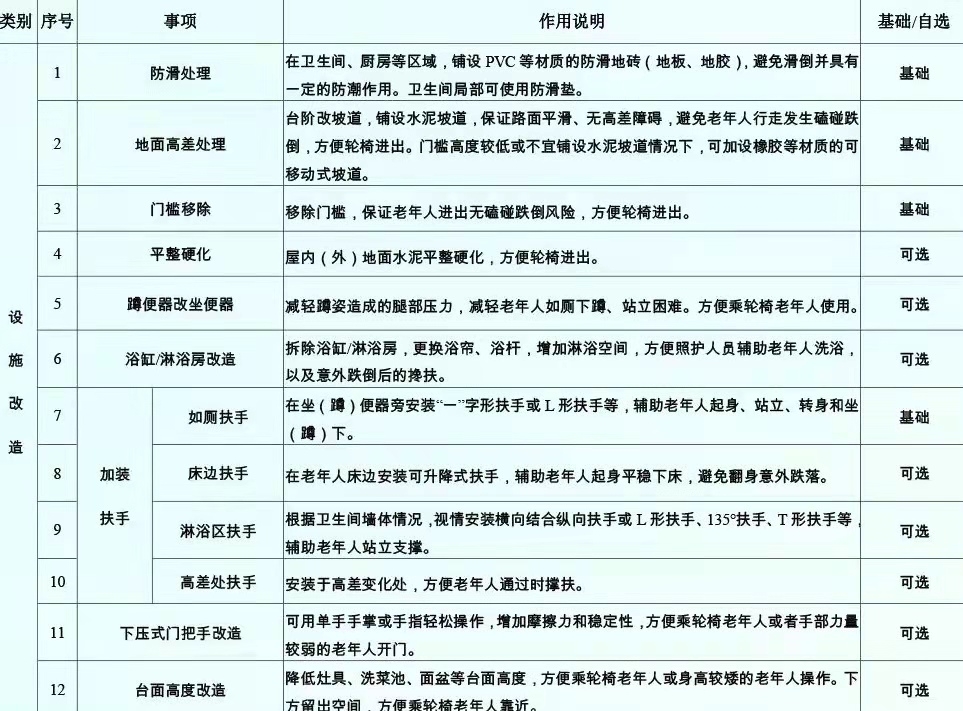 类别 序号 事项 作用说明 基础/自选
设施改造
1 防滑处理 在卫生间、厨房等区域，铺设 PVC 等材质的防滑地砖（地板、地胶），避免滑倒并具有
一定的防潮作用。卫生间局部可使用防滑垫。 基础
2 地面高差处理 台阶改坡道，铺设水泥坡道，保证路面平滑、无高差障碍，避免老年人行走发生磕碰跌
倒，方便轮椅进出。门槛高度较低或不宜铺设水泥坡道情况下，可加设橡胶等材质的可
移动式坡道。 基础
3 门槛移除 移除门槛，保证老年人进出无磕碰跌倒风险，方便轮椅进出。 基础
4 平整硬化 屋内（外）地面水泥平整硬化，方便轮椅进出。 可选
5 蹲便器改坐便器 减轻蹲姿造成的腿部压力，减轻老年人如厕下蹲、站立困难。方便乘轮椅老年人使用。 可选
6 浴缸/淋浴房改造 拆除浴缸/淋浴房，更换浴帘、浴杆，增加淋浴空间，方便照护人员辅助老年人洗浴，
以及意外跌倒后的搀扶。 可选
加装
扶手
7 如厕扶手 在坐（蹲）便器旁安装“一”字形扶手或 L 形扶手等，辅助老年人起身、站立、转身和坐
（蹲）下。 基础
8 床边扶手 在老年人床边安装可升降式扶手，辅助老年人起身平稳下床，避免翻身意外跌落。 可选
9 淋浴区扶手 根据卫生间墙体情况，视情安装横向结合纵向扶手或 L 形扶手、135°扶手、T 形扶手等，
辅助老年人站立支撑。 可选
10 高差处扶手 安装于高差变化处，方便老年人通过时撑扶。 可选
11 下压式门把手改造 可用单手手掌或手指轻松操作，增加摩擦力和稳定性，方便乘轮椅老年人或者手部力量
较弱的老年人开门。 可选
12 台面高度改造 降低灶具、洗菜池、面盆等台面高度，方便乘轮椅老年人或身高较矮的老年人操作。下
方留出空间，方便乘轮椅老年人靠近。 可选